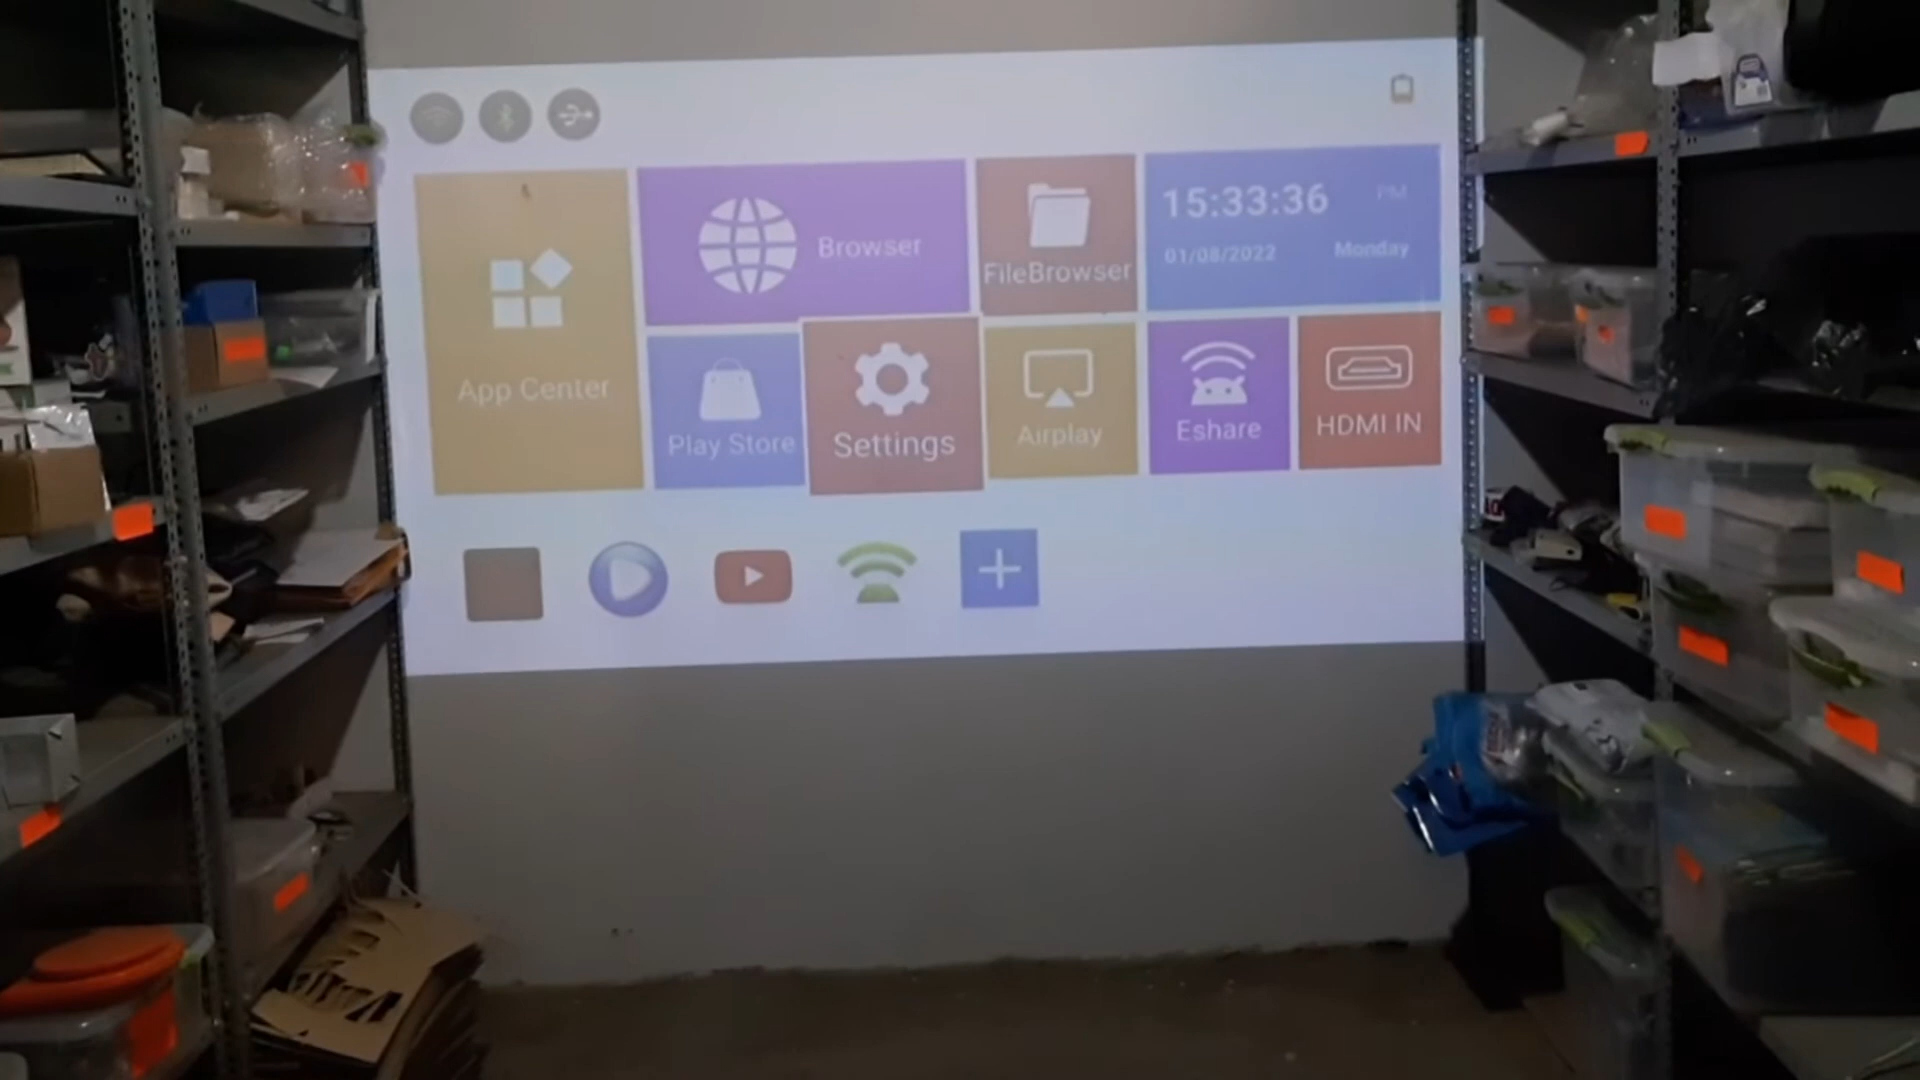 15:33:36 PM
Browser
01/08/2022 Monday
FileBrowser
App Center
Play Store
Settings
Airplay
Eshare
HDMI IN